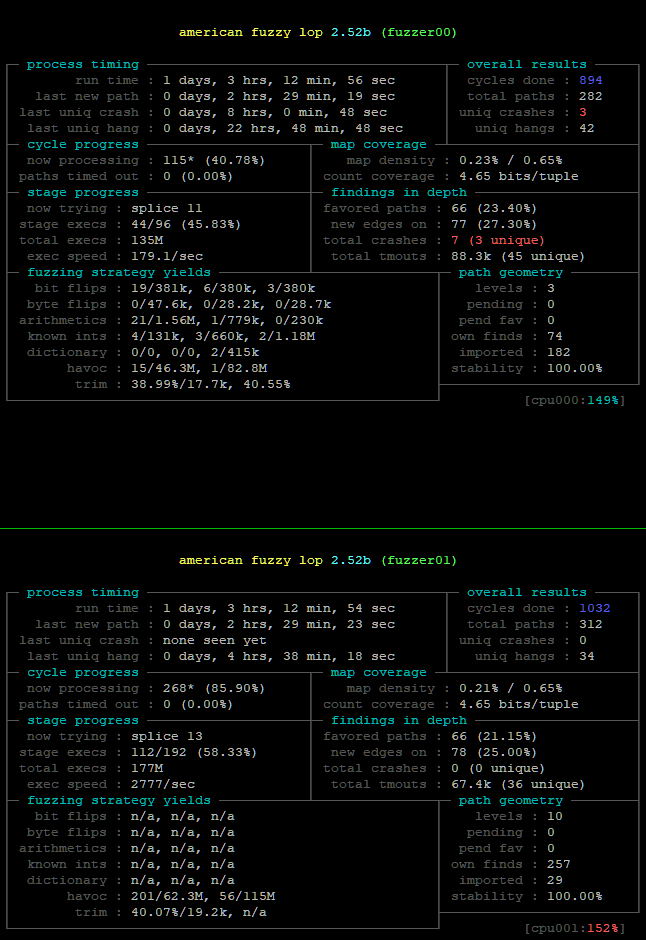 american fuzzy lop 2.52b (fuzzer00)
process timing overall results
run time : 1 days, 3 hrs, 12 min, 56 sec cycles done : 894
last new path : 0 days, 2 hrs, 29 min, 19 sec total paths : 282
last uniq crash : 0 days, 8 hrs, 0 min, 48 sec uniq crashes : 3
last uniq hang : 0 days, 22 hrs, 48 min, 48 sec uniq hangs : 42
cycle progress map coverage
now processing : 115* (40.78%) map density : 0.23% / 0.65%
paths timed out : 0 (0.00%) count coverage : 4.65 bits/tuple
stage progress findings in depth
now trying : splice 11 favored paths : 66 (23.40%)
stage execs : 44/96 (45.83%) new edges on : 77 (27.30%)
total execs : 135M total crashes : 7 (3 unique)
exec speed : 179.1/sec total tmouts : 88.3k (45 unique)
fuzzing strategy yields path geometry
bit flips : 19/381k, 6/380k, 3/380k levels : 3
byte flips : 0/47.6k, 0/28.2k, 0/28.7k pending : 0
arithmetics : 21/1.56M, 1/779k, 0/230k pend fav : 0
known ints : 4/131k, 3/660k, 2/1.18M own finds : 74
dictionary : 0/0, 0/0, 2/415k imported : 182
havoc : 15/46.3M, 1/82.8M stability : 100.00%
trim : 38.99%/17.7k, 40.55%
[cpu000:149%]
american fuzzy lop 2.52b (fuzzer01)
process timing overall results
run time : 1 days, 3 hrs, 12 min, 54 sec cycles done : 1032
last new path : 0 days, 2 hrs, 29 min, 23 sec total paths : 312
last uniq crash : none seen yet uniq crashes : 0
last uniq hang : 0 days, 4 hrs, 38 min, 18 sec uniq hangs : 34
cycle progress map coverage
now processing : 268* (85.90%) map density : 0.21% / 0.65%
paths timed out : 0 (0.00%) count coverage : 4.65 bits/tuple
stage progress findings in depth
now trying : splice 13 favored paths : 66 (21.15%)
stage execs : 112/192 (58.33%) new edges on : 78 (25.00%)
total execs : 177M total crashes : 0 (0 unique)
exec speed : 2777/sec total tmouts : 67.4k (36 unique)
fuzzing strategy yields path geometry
bit flips : n/a, n/a, n/a levels : 10
byte flips : n/a, n/a, n/a pending : 0
arithmetics : n/a, n/a, n/a pend fav : 0
known ints : n/a, n/a, n/a own finds : 257
dictionary : n/a, n/a, n/a imported : 29
havoc : 201/62.3M, 56/115M stability : 100.00%
trim : 40.07%/19.2k, n/a
[cpu001:152%]